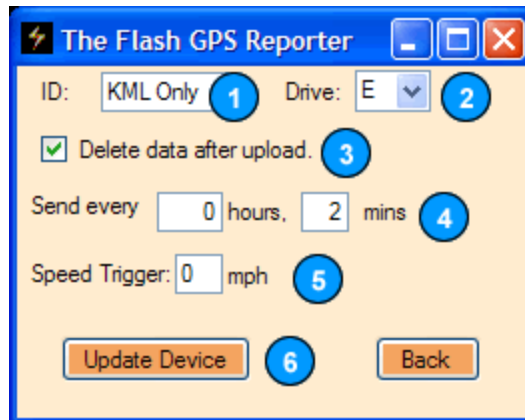 The Flash GPS Reporter
ID: KML Only 1 Drive: E 2
Delete data after upload. 3
Send every 0 hours, 2 mins 4
Speed Trigger: 0 mph 5
Update Device 6 Back